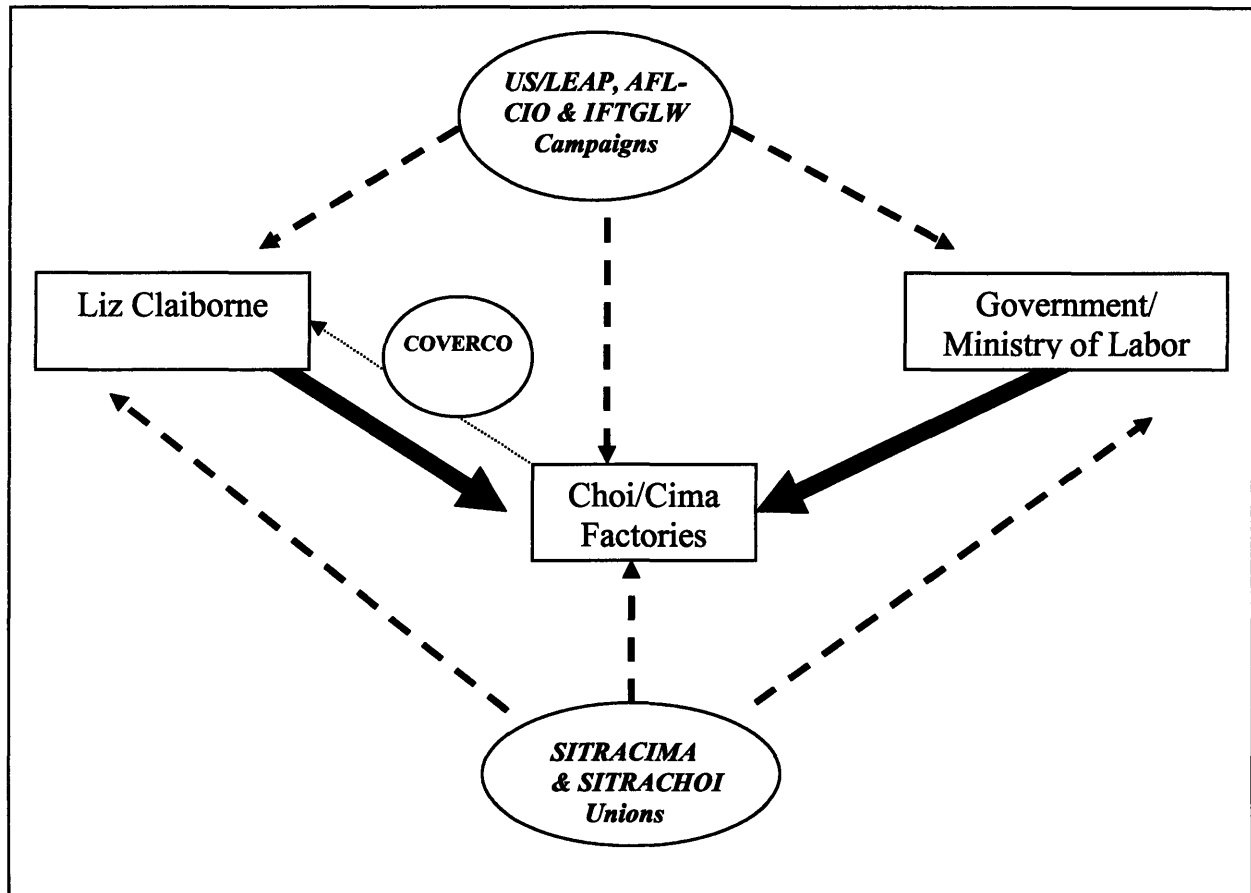 US/LEAP, AFL-
CIO & IFTGLW
Campaigns
Liz Claiborne
COVERCO
Government/
Ministry of Labor
Choi/Cima
Factories
SITRACIMA
& SITRACHOI
Unions